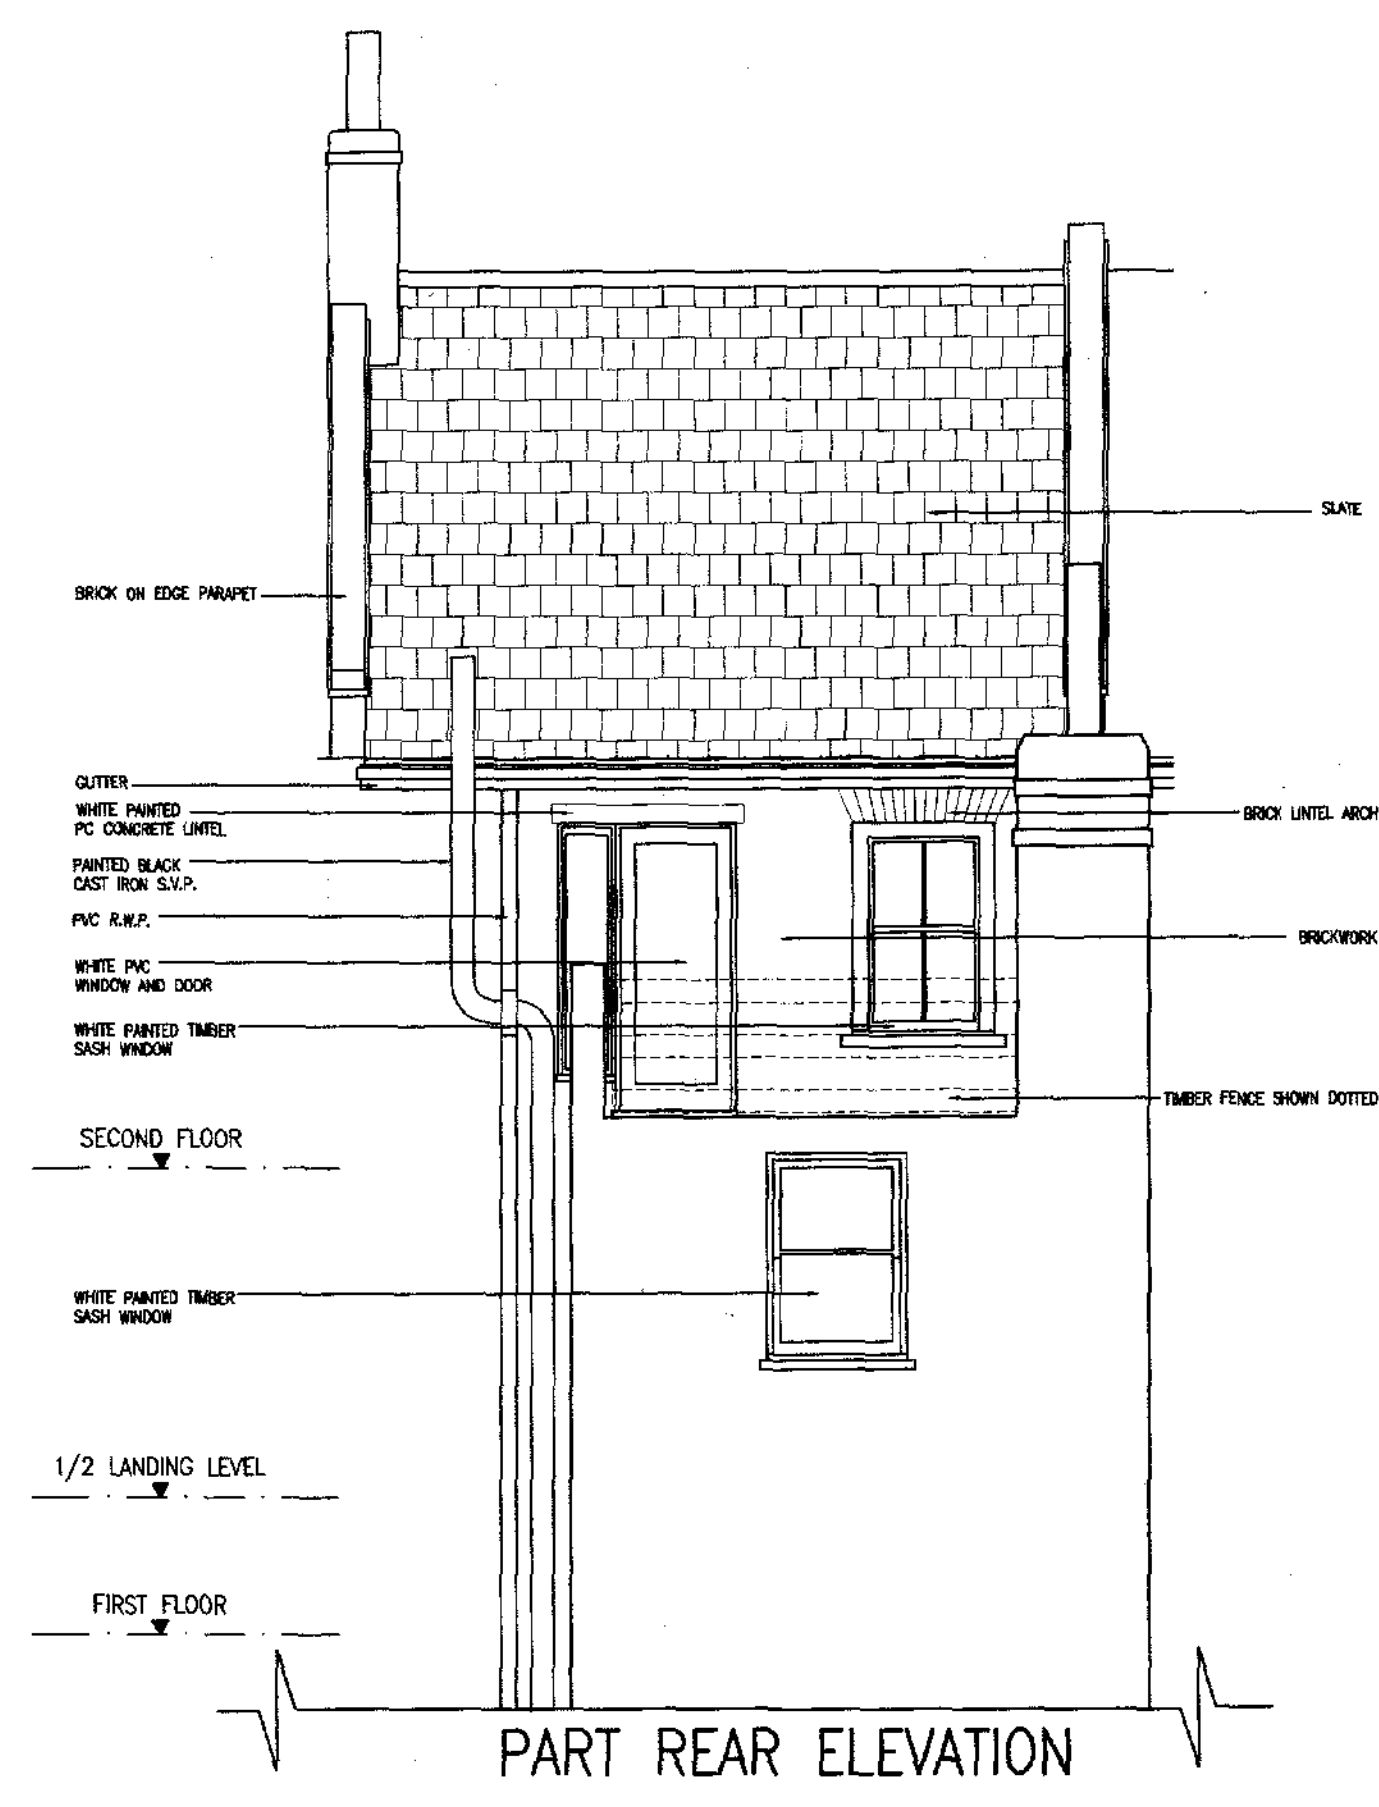 SLATE
BRICK ON EDGE PARAPET
GUTTER
WHITE PAINTED
PC CONCRETE LINTEL
BRICK LINTEL ARCH
PAINTED BLACK
CAST IRON S.V.P.
PVC R.W.P.
BRICKWORK
WHITE PVC
WINDOW AND DOOR
WHITE PAINTED TIMBER
SASH WINDOW
TIMBER FENCE SHOWN DOTTED
SECOND FLOOR
WHITE PAINTED TIMBER
SASH WINDOW
1/2 LANDING LEVEL
FIRST FLOOR
PART REAR ELEVATION